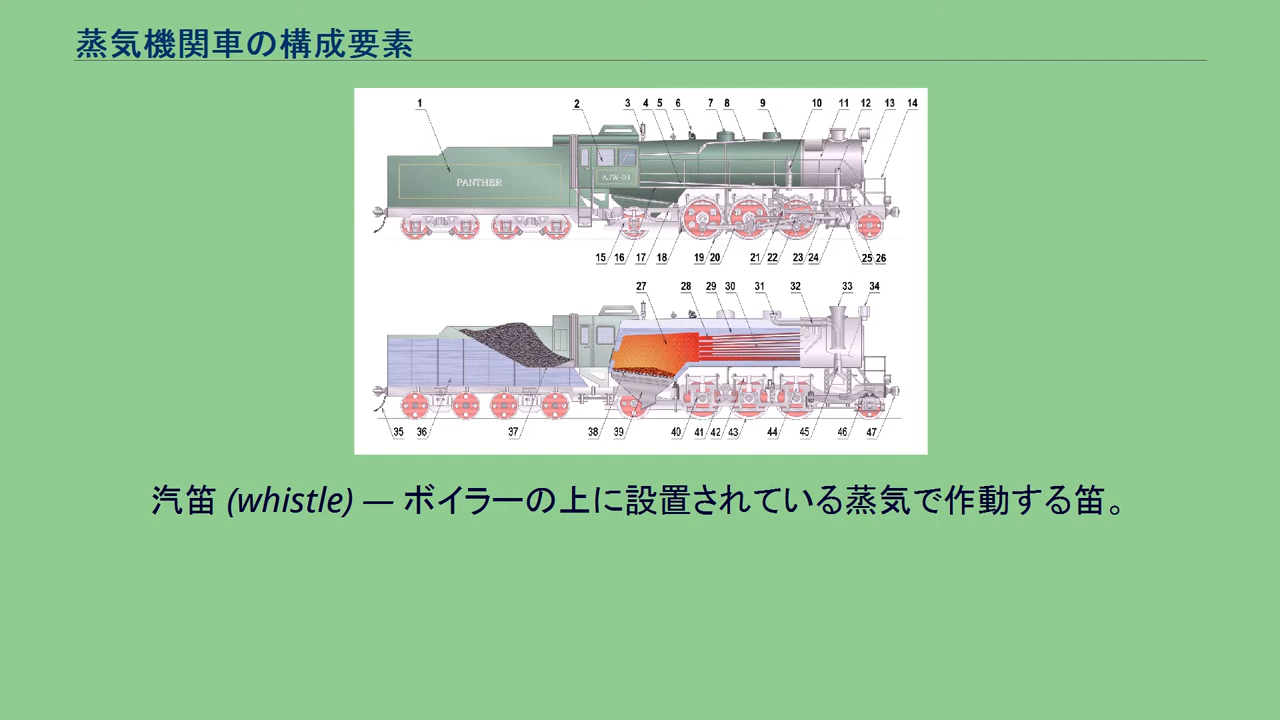 蒸気機関車の構成要素
1 2 3 4 5 6 7 8 9 10 11 12 13 14
PANTHER
AJW-01
15 16 17 18 19 20 21 22 23 24 25 26
27 28 29 30 31 32 33 34
35 36 37 38 39 40 41 42 43 44 45 46 47
汽笛 (whistle) — ボイラーの上に設置されている蒸気で作動する笛。